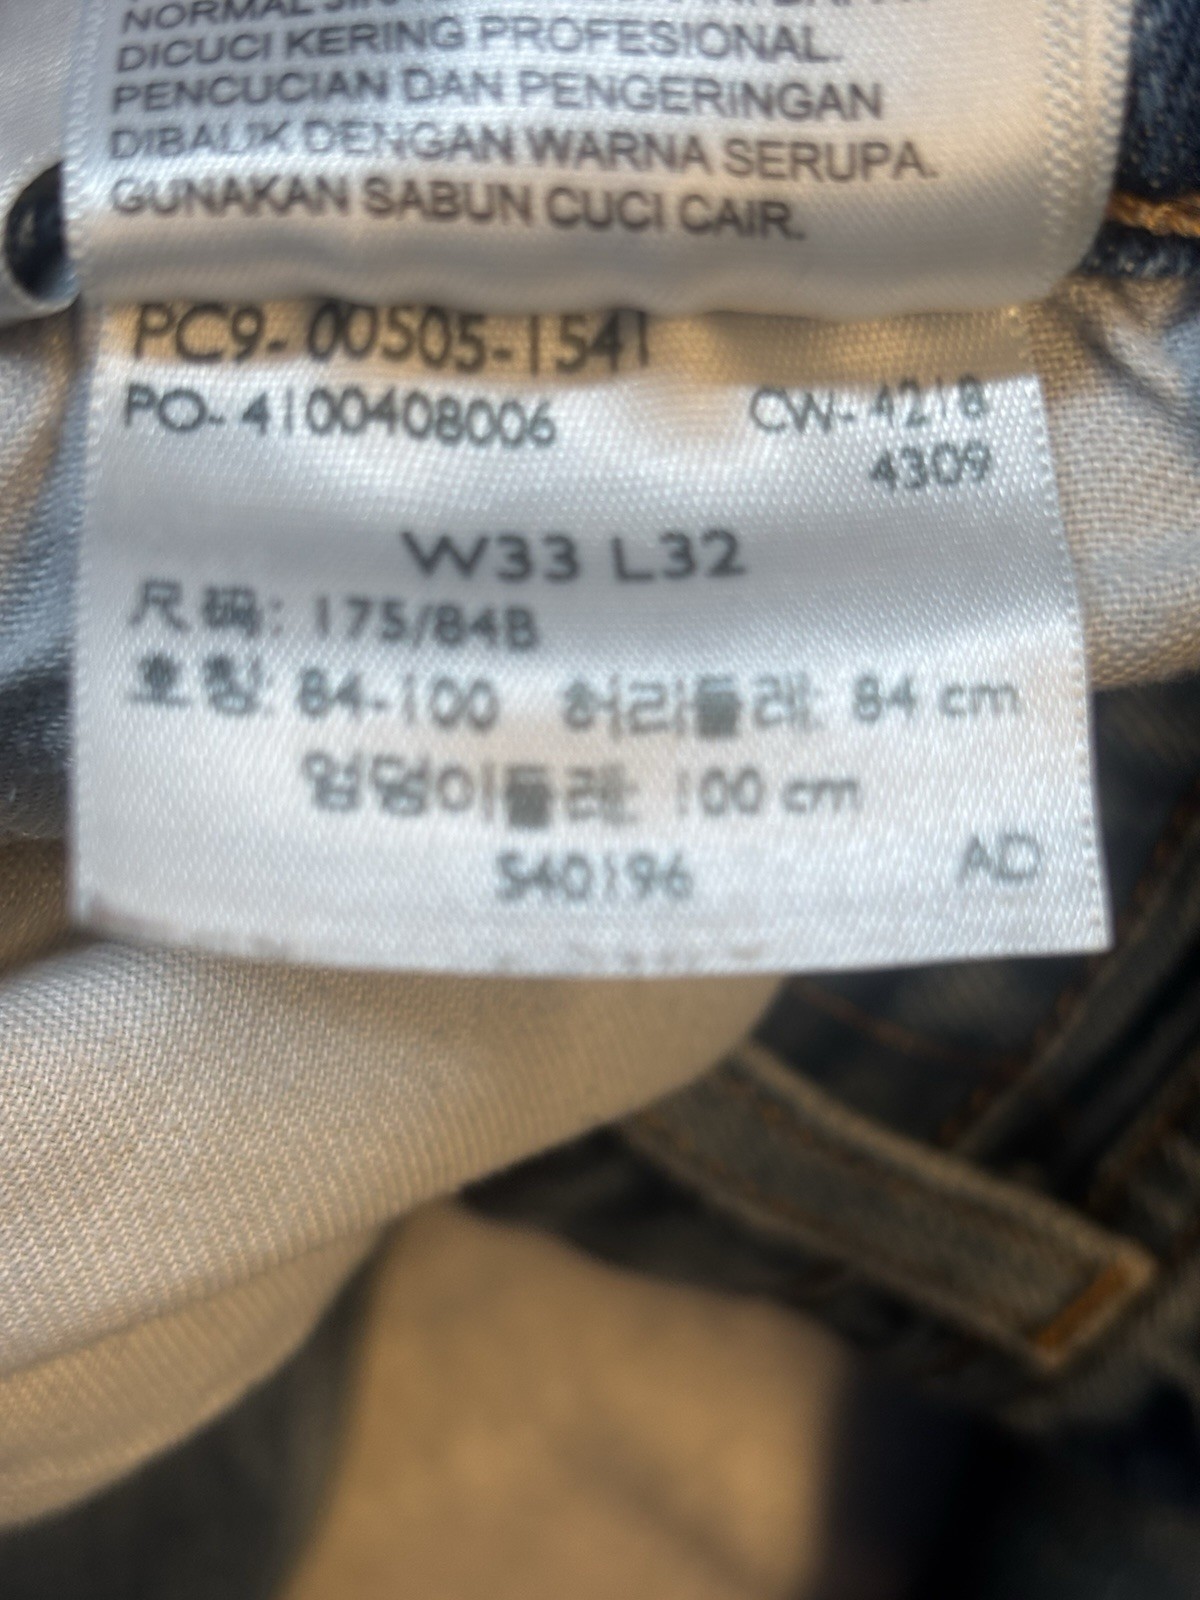 NORMAL
DICUCI KERING PROFESIONAL.
PENCUCIAN DAN PENGERINGAN
DIBALIK DENGAN WARNA SERUPA.
GUNAKAN SABUN CUCI CAIR.
PC9-00505-1541
PO-4100408006 CW-4218
4309
W33 L32
尺码: 175/84B
호칭: 84-100 허리둘레: 84 cm
엉덩이둘레: 100 cm
S40196 AD